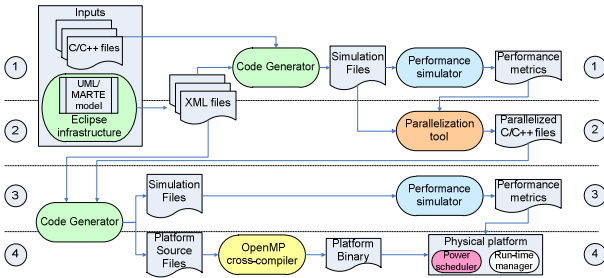 Inputs
C/C++ files
UML/
MARTE
model
Eclipse
infrastructure
XML files
Code Generator
Simulation
Files
Performance
simulator
Performance
metrics
1
1
2
Parallelization
tool
Parallelized
C/C++ files
2
3
Code Generator
Simulation
Files
Performance
simulator
Performance
metrics
3
4
Platform
Source
Files
OpenMP
cross-compiler
Platform
Binary
Physical platform
Power
scheduler
Run-time
manager
4